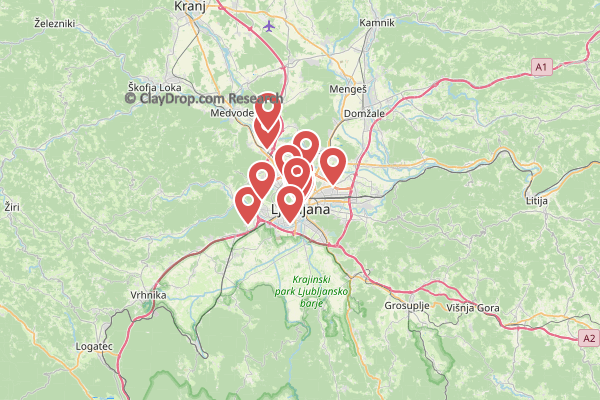 Kranj
Železniki
Kamnik
A1
Škofja Loka
Mengeš
© ClayDrop.com Research
Medvode
Domžale
Žiri
Litija
Ljubljana
Krajinski
park Ljubljansko
barje
Vrhnika
Grosuplje
Višnja Gora
Logatec
A2